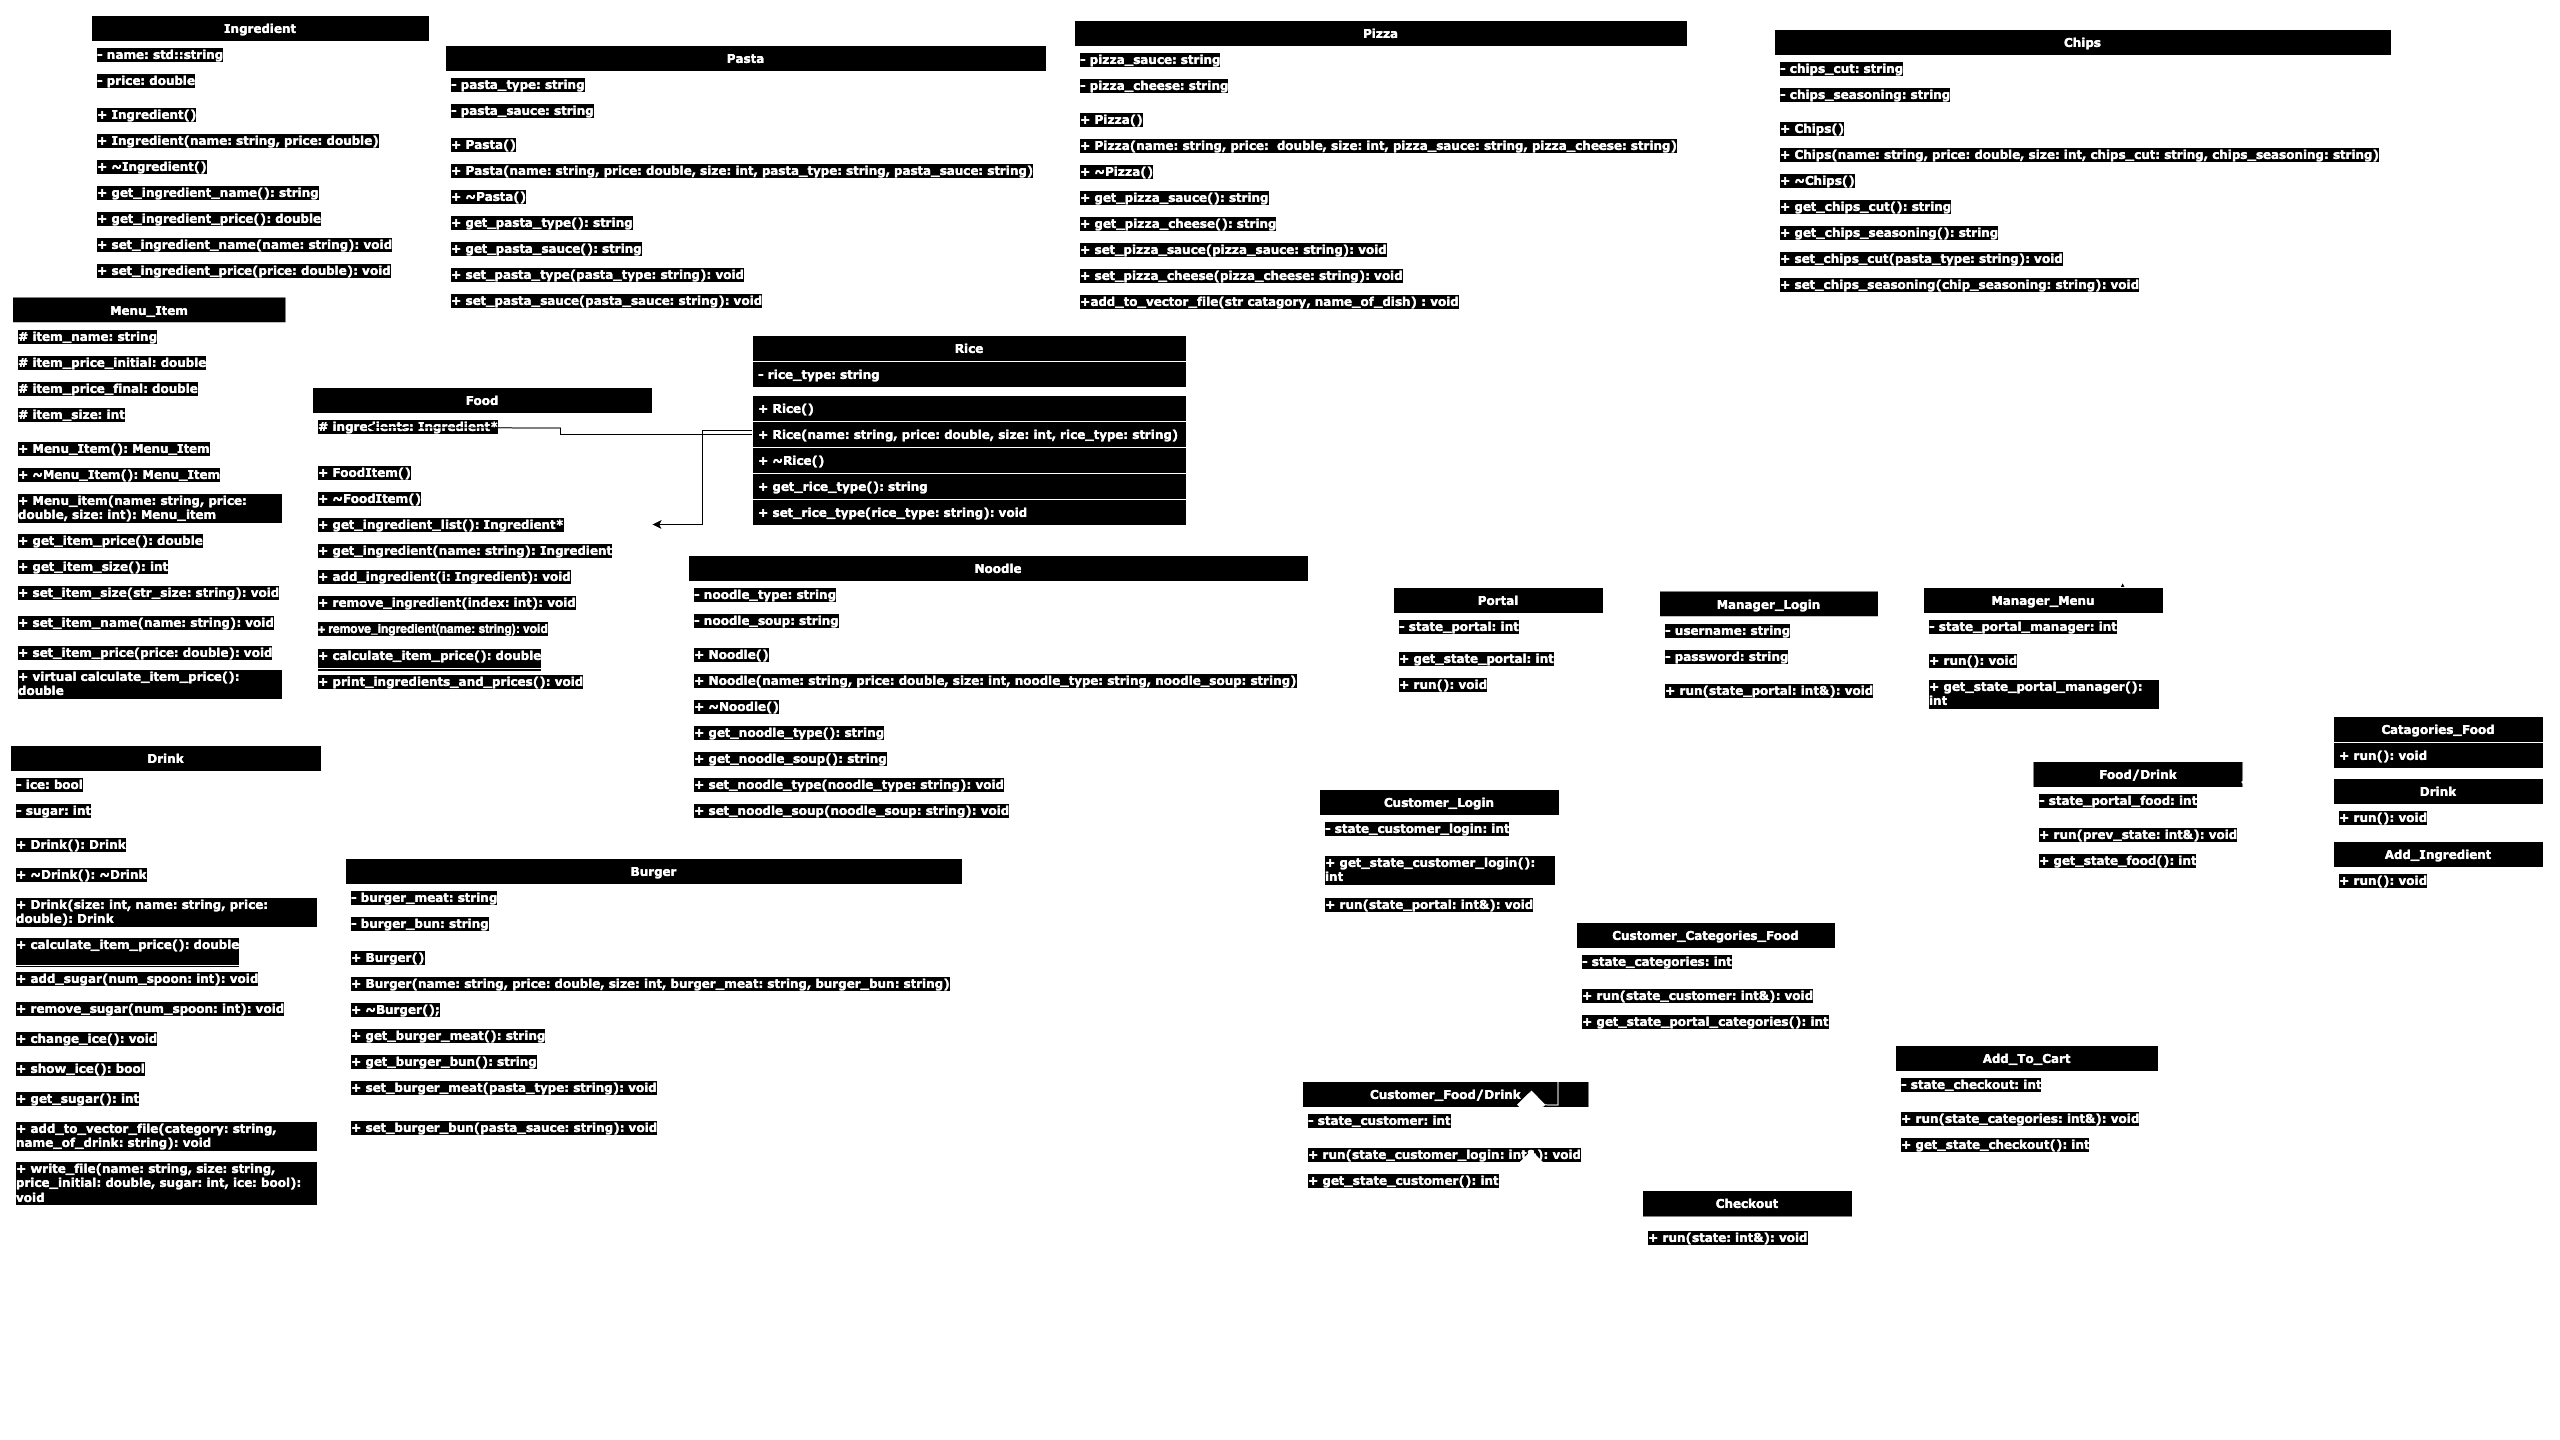 Ingredient
- name: std::string
- price: double
+ Ingredient()
+ Ingredient(name: string, price: double)
+ ~Ingredient()
+ get_ingredient_name(): string
+ get_ingredient_price(): double
+ set_ingredient_name(name: string): void
+ set_ingredient_price(price: double): void
Pasta
- pasta_type: string
- pasta_sauce: string
+ Pasta()
+ Pasta(name: string, price: double, size: int, pasta_type: string, pasta_sauce: string)
+ ~Pasta()
+ get_pasta_type(): string
+ get_pasta_sauce(): string
+ set_pasta_type(pasta_type: string): void
+ set_pasta_sauce(pasta_sauce: string): void
Pizza
- pizza_sauce: string
- pizza_cheese: string
+ Pizza()
+ Pizza(name: string, price:  double, size: int, pizza_sauce: string, pizza_cheese: string)
+ ~Pizza()
+ get_pizza_sauce(): string
+ get_pizza_cheese(): string
+ set_pizza_sauce(pizza_sauce: string): void
+ set_pizza_cheese(pizza_cheese: string): void
+add_to_vector_file(str catagory, name_of_dish) : void
Chips
- chips_cut: string
- chips_seasoning: string
+ Chips()
+ Chips(name: string, price: double, size: int, chips_cut: string, chips_seasoning: string)
+ ~Chips()
+ get_chips_cut(): string
+ get_chips_seasoning(): string
+ set_chips_cut(pasta_type: string): void
+ set_chips_seasoning(chip_seasoning: string): void
Menu_Item
# item_name: string
# item_price_initial: double
# item_price_final: double
# item_size: int
+ Menu_Item(): Menu_Item
+ ~Menu_Item(): Menu_Item
+ Menu_item(name: string, price:
double, size: int): Menu_item
+ get_item_price(): double
+ get_item_size(): int
+ set_item_size(str_size: string): void
+ set_item_name(name: string): void
+ set_item_price(price: double): void
+ virtual calculate_item_price():
double
Food
# ingredients: Ingredient*
+ FoodItem()
+ ~FoodItem()
+ get_ingredient_list(): Ingredient*
+ get_ingredient(name: string): Ingredient
+ add_ingredient(i: Ingredient): void
+ remove_ingredient(index: int): void
+ remove_ingredient(name: string): void
+ calculate_item_price(): double
+ print_ingredients_and_prices(): void
Rice
- rice_type: string
+ Rice()
+ Rice(name: string, price: double, size: int, rice_type: string)
+ ~Rice()
+ get_rice_type(): string
+ set_rice_type(rice_type: string): void
Noodle
- noodle_type: string
- noodle_soup: string
+ Noodle()
+ Noodle(name: string, price: double, size: int, noodle_type: string, noodle_soup: string)
+ ~Noodle()
+ get_noodle_type(): string
+ get_noodle_soup(): string
+ set_noodle_type(noodle_type: string): void
+ set_noodle_soup(noodle_soup: string): void
Portal
- state_portal: int
+ get_state_portal: int
+ run(): void
Manager_Login
- username: string
- password: string
+ run(state_portal: int&): void
Manager_Menu
- state_portal_manager: int
+ run(): void
+ get_state_portal_manager():
int
Catagories_Food
+ run(): void
Drink
+ run(): void
Add_Ingredient
+ run(): void
Food/Drink
- state_portal_food: int
+ run(prev_state: int&): void
+ get_state_food(): int
Drink
- ice: bool
- sugar: int
+ Drink(): Drink
+ ~Drink(): ~Drink
+ Drink(size: int, name: string, price:
double): Drink
+ calculate_item_price(): double
+ add_sugar(num_spoon: int): void
+ remove_sugar(num_spoon: int): void
+ change_ice(): void
+ show_ice(): bool
+ get_sugar(): int
+ add_to_vector_file(category: string,
name_of_drink: string): void
+ write_file(name: string, size: string,
price_initial: double, sugar: int, ice: bool):
void
Burger
- burger_meat: string
- burger_bun: string
+ Burger()
+ Burger(name: string, price: double, size: int, burger_meat: string, burger_bun: string)
+ ~Burger();
+ get_burger_meat(): string
+ get_burger_bun(): string
+ set_burger_meat(pasta_type: string): void
+ set_burger_bun(pasta_sauce: string): void
Customer_Login
- state_customer_login: int
+ get_state_customer_login():
int
+ run(state_portal: int&): void
Customer_Categories_Food
- state_categories: int
+ run(state_customer: int&): void
+ get_state_portal_categories(): int
Add_To_Cart
- state_checkout: int
+ run(state_categories: int&): void
+ get_state_checkout(): int
Customer_Food/Drink
- state_customer: int
+ run(state_customer_login: int&): void
+ get_state_customer(): int
Checkout
+ run(state: int&): void